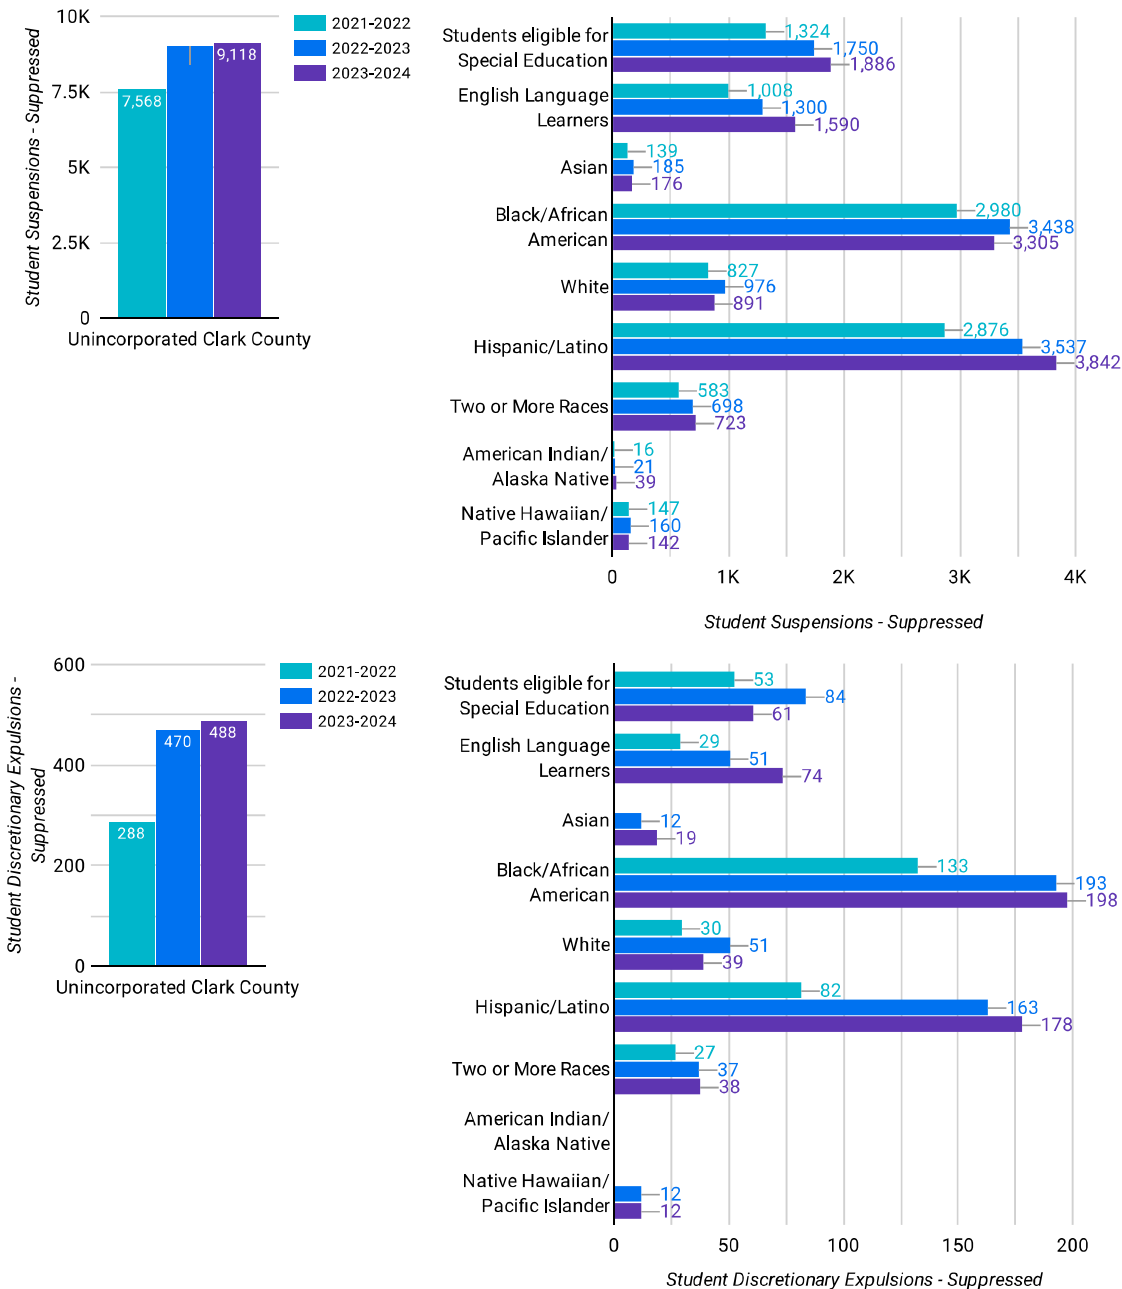 10K
7.5K
5K
2.5K
0
Student Suspensions - Suppressed
7,568
9,118
Unincorporated Clark County
2021-2022
2022-2023
2023-2024
Students eligible for
Special Education
1,324
1,750
1,886
English Language
Learners
1,008
1,300
1,590
Asian
139
185
176
Black/African
American
2,980
3,438
3,305
White
827
976
891
Hispanic/Latino
2,876
3,537
3,842
Two or More Races
583
698
723
American Indian/
Alaska Native
16
21
39
Native Hawaiian/
Pacific Islander
147
160
142
0 1K 2K 3K 4K
Student Suspensions - Suppressed
600
400
200
0
Student Discretionary Expulsions -
Suppressed
288
470
488
Unincorporated Clark County
2021-2022
2022-2023
2023-2024
Students eligible for
Special Education
53
84
61
English Language
Learners
29
51
74
Asian
12
19
Black/African
American
133
193
198
White
30
51
39
Hispanic/Latino
82
163
178
Two or More Races
27
37
38
American Indian/
Alaska Native
Native Hawaiian/
Pacific Islander
12
12
0 50 100 150 200
Student Discretionary Expulsions - Suppressed